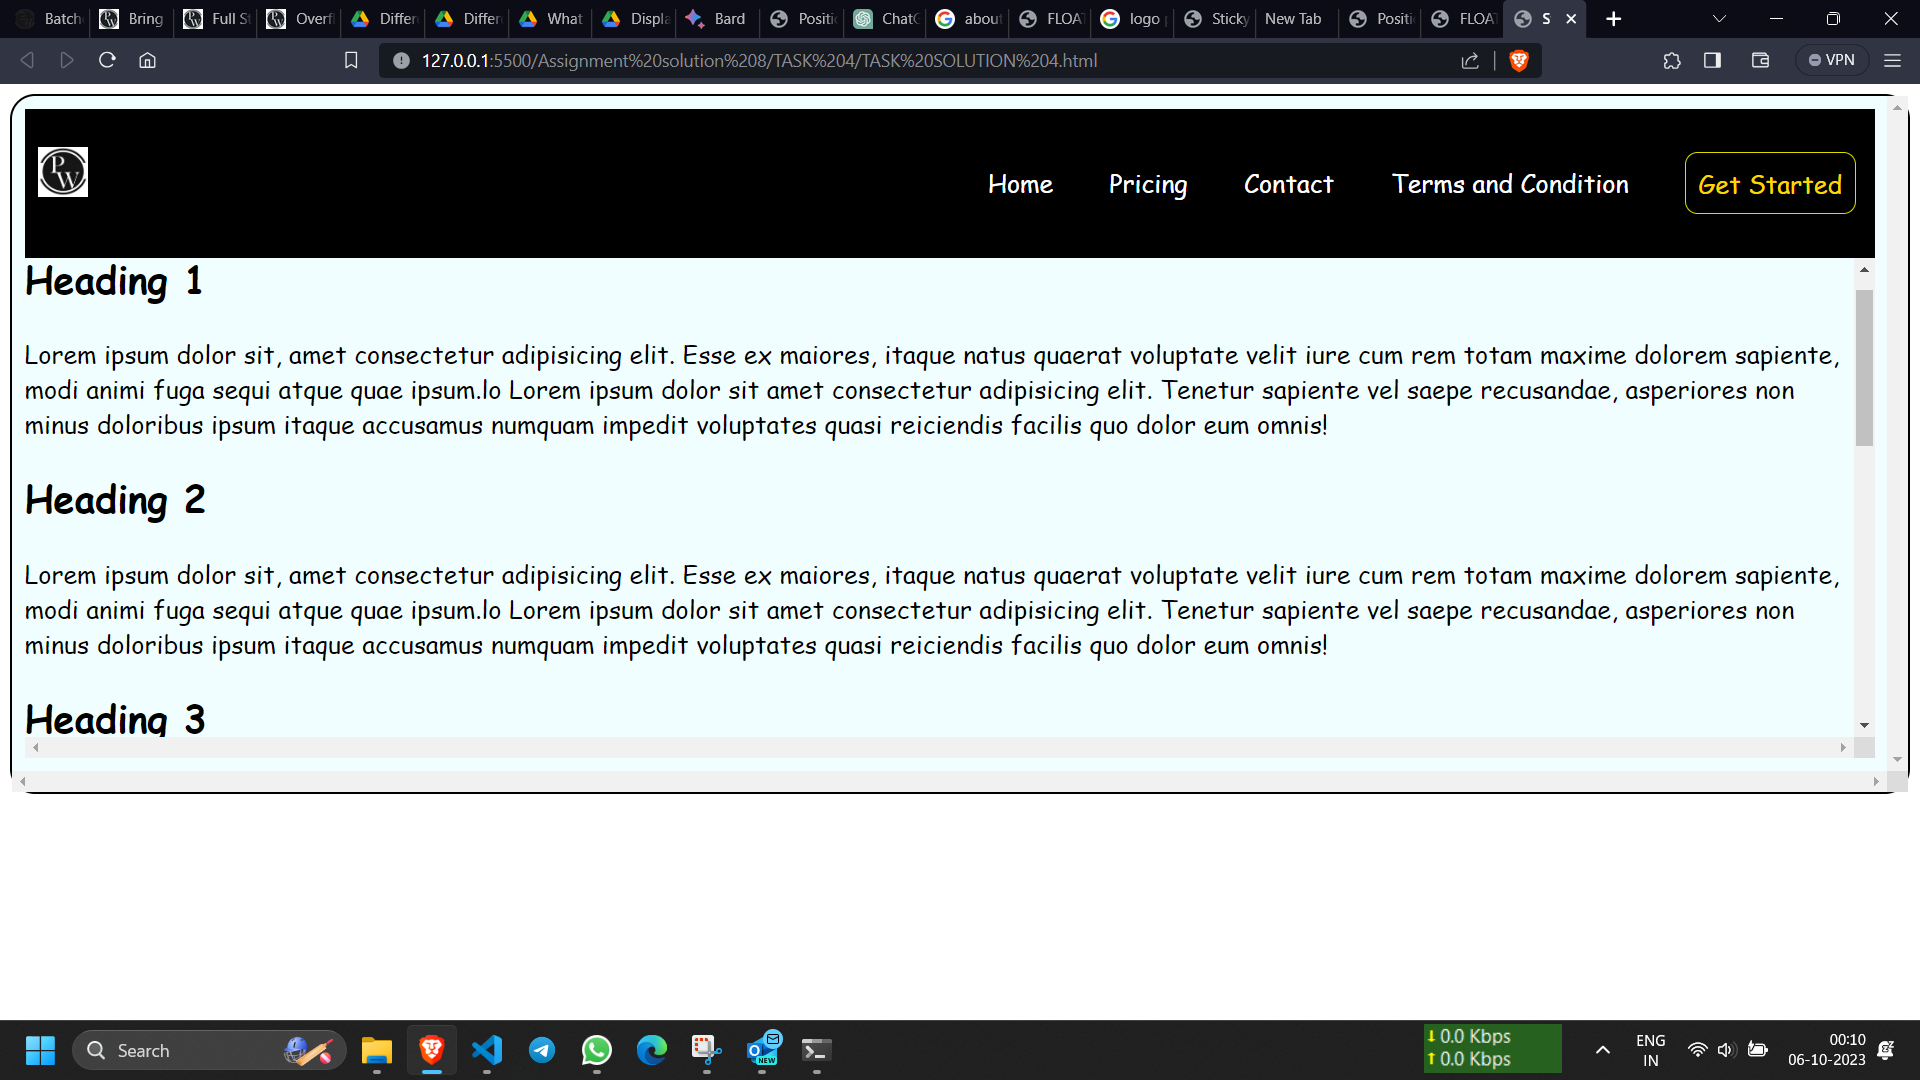 Batch
Bring
Full S
Overf
Differ
Differ
What
Displa
Bard
Positi
ChatG
about
FLOA
logo
Sticky
New Tab
Positi
FLOA
S
127.0.0.1:5500/Assignment%20solution%208/TASK%204/TASK%20SOLUTION%204.html
VPN
PW
Home Pricing Contact Terms and Condition Get Started
Heading 1
Lorem ipsum dolor sit, amet consectetur adipisicing elit. Esse ex maiores, itaque natus quaerat voluptate velit iure cum rem totam maxime dolorem sapiente,
modi animi fuga sequi atque quae ipsum.lo Lorem ipsum dolor sit amet consectetur adipisicing elit. Tenetur sapiente vel saepe recusandae, asperiores non
minus doloribus ipsum itaque accusamus numquam impedit voluptates quasi reiciendis facilis quo dolor eum omnis!
Heading 2
Lorem ipsum dolor sit, amet consectetur adipisicing elit. Esse ex maiores, itaque natus quaerat voluptate velit iure cum rem totam maxime dolorem sapiente,
modi animi fuga sequi atque quae ipsum.lo Lorem ipsum dolor sit amet consectetur adipisicing elit. Tenetur sapiente vel saepe recusandae, asperiores non
minus doloribus ipsum itaque accusamus numquam impedit voluptates quasi reiciendis facilis quo dolor eum omnis!
Heading 3
Search
NEW
0.0 Kbps
0.0 Kbps
ENG
IN
00:10
06-10-2023